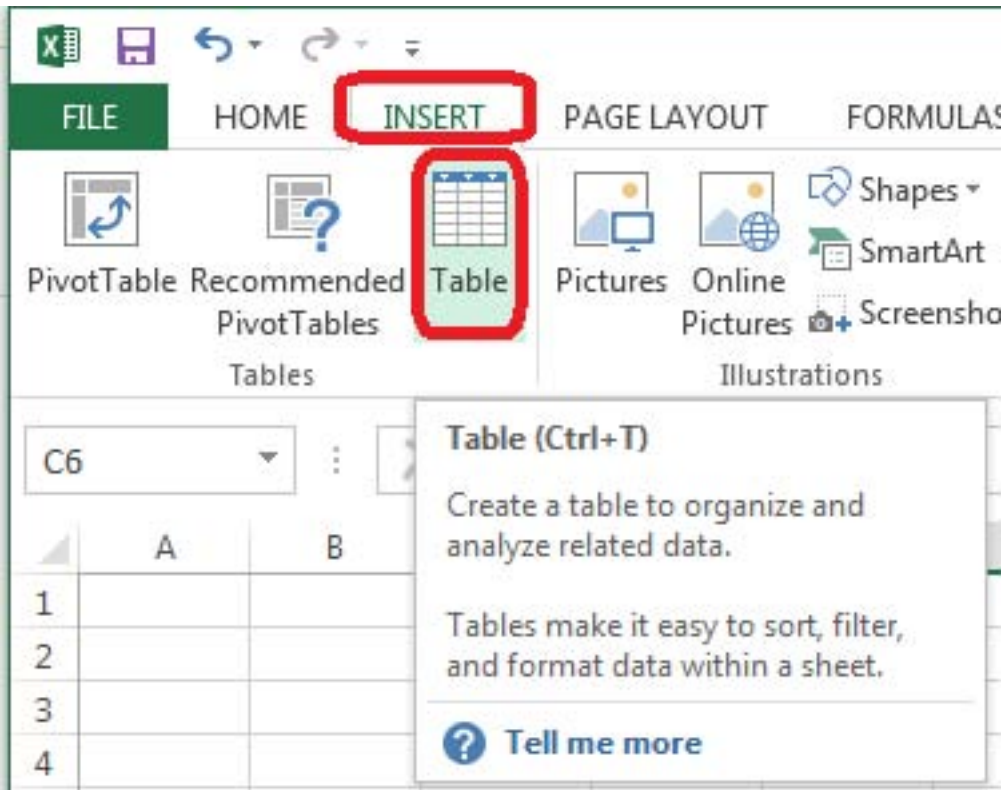 FILE HOME INSERT PAGE LAYOUT FORMULAS
PivotTable Recommended PivotTables Table Pictures Online Pictures
Shapes
SmartArt
Tables Illustrations
C6
Table (Ctrl+T)
Create a table to organize and
analyze related data.
Tables make it easy to sort, filter,
and format data within a sheet.
Tell me more
A B
1
2
3
4